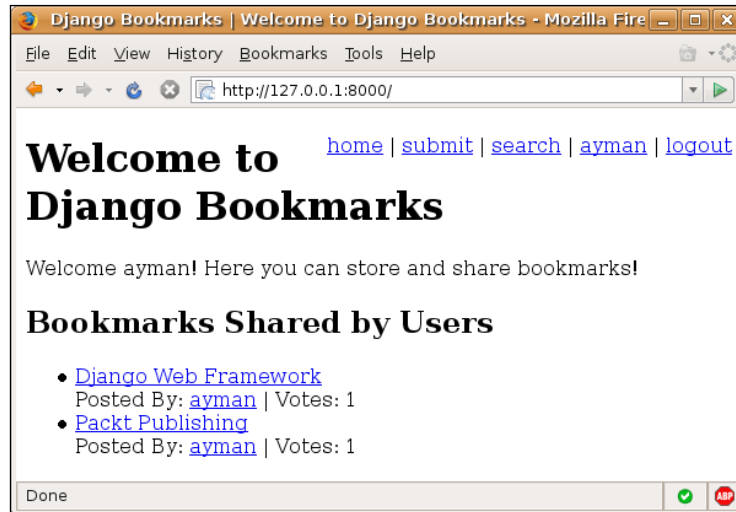 Django Bookmarks | Welcome to Django Bookmarks - Mozilla Fire
File Edit View History Bookmarks Tools Help
http://127.0.0.1:8000/
home | submit | search | ayman | logout
Welcome to
Django Bookmarks
Welcome ayman! Here you can store and share bookmarks!
Bookmarks Shared by Users
Django Web Framework
Posted By: ayman | Votes: 1
Packt Publishing
Posted By: ayman | Votes: 1
Done
ABP